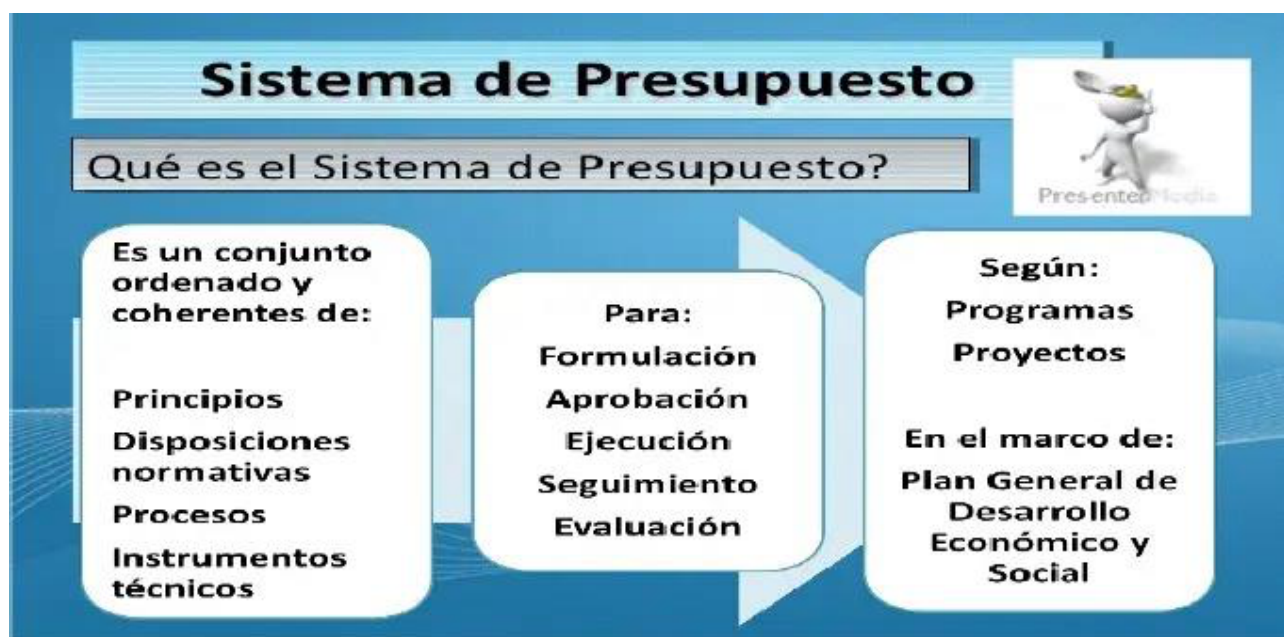 Sistema de Presupuesto
Qué es el Sistema de Presupuesto?
PresenterMedia
Es un conjunto
ordenado y
coherentes de:
Principios
Disposiciones
normativas
Procesos
Instrumentos
técnicos
Para:
Formulación
Aprobación
Ejecución
Seguimiento
Evaluación
Según:
Programas
Proyectos
En el marco de:
Plan General de
Desarrollo
Económico y
Social